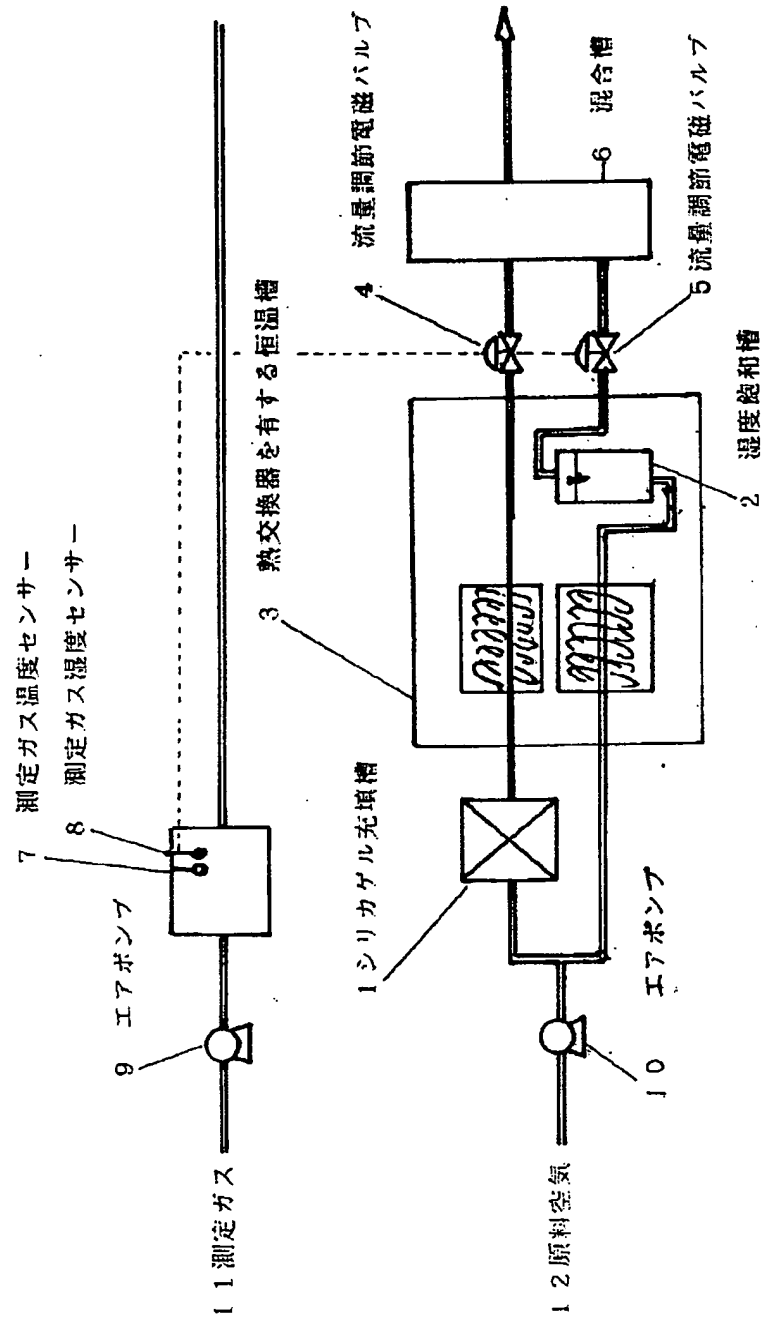 7 測定ガス温度センサー
8 測定ガス湿度センサー
9 エアポンプ
11測定ガス
3 熱交換器を有する恒温槽
4 流量調節電磁バルブ
6 混合槽
5流量調節電磁バルブ
1シリカゲル充填槽
2 湿度飽和槽
エアポンプ
10
12原料空気